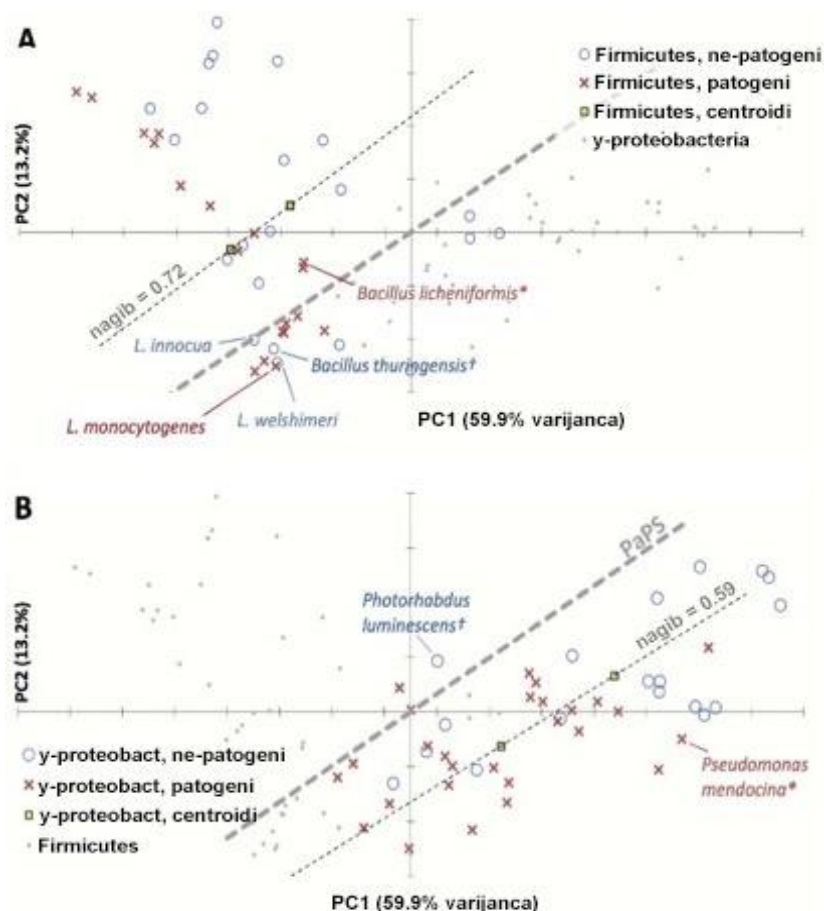 A
Firmicutes, ne-patogeni
Firmicutes, patogeni
Firmicutes, centroidi
y-proteobacteria
PC2 (13.2%)
nagib = 0.72
Bacillus licheniformis*
L. innocua
Bacillus thuringensis†
L. monocytogenes
L. welshimeri
PC1 (59.9% varijanca)
B
PaPS
Photorhabdus
luminescens†
nagib = 0.59
PC2 (13.2%)
y-proteobact, ne-patogeni
y-proteobact, patogeni
y-proteobact, centroidi
Firmicutes
Pseudomonas
mendocina*
PC1 (59.9% varijanca)